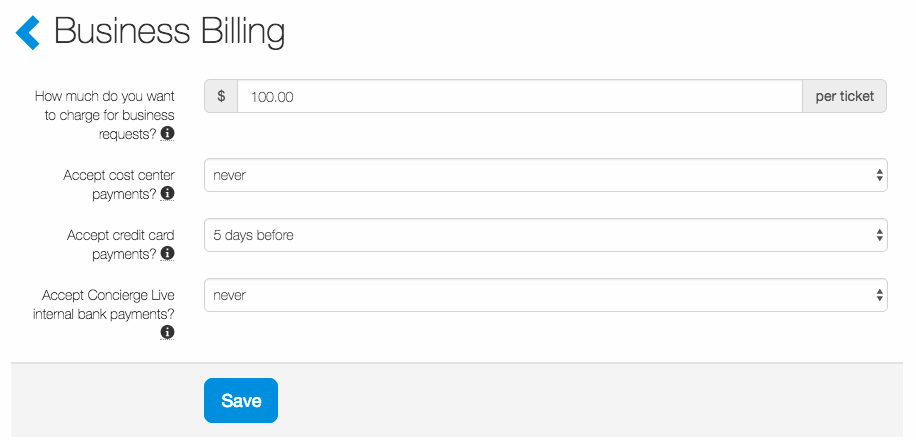 Business Billing
How much do you want
to charge for business
requests?
$ 100.00 per ticket
Accept cost center
payments?
never
Accept credit card
payments?
5 days before
Accept Concierge Live
internal bank payments?
never
Save